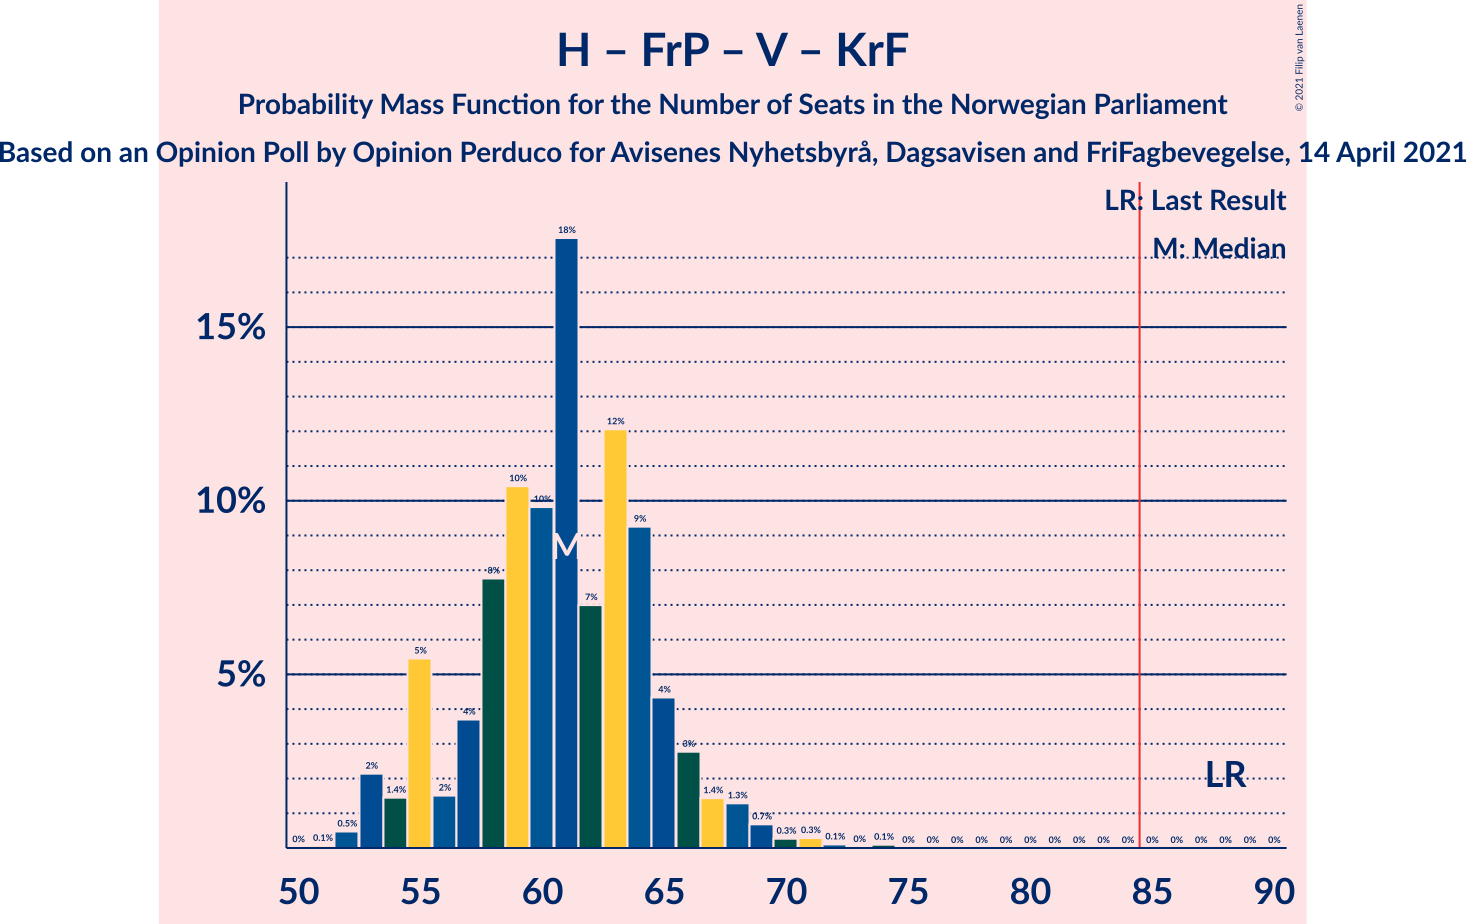 H – FrP – V – KrF
Probability Mass Function for the Number of Seats in the Norwegian Parliament
Based on an Opinion Poll by Opinion Perduco for Avisenes Nyhetsbyrå, Dagsavisen and FriFagbevegelse, 14 April 2021
© 2021 Filip van Laenen
LR: Last Result
M: Median
15%
10%
5%
0% 0.1% 0.5% 2% 1.4% 5% 2% 4% 8% 10% 10% 18% 7% 12% 9% 4% 3% 1.4% 1.3% 0.7% 0.3% 0.3% 0.1% 0% 0.1% 0% 0% 0% 0% 0% 0% 0% 0% 0% 0% 0% 0% 0% 0% 0% 0%
M
LR
50 55 60 65 70 75 80 85 90